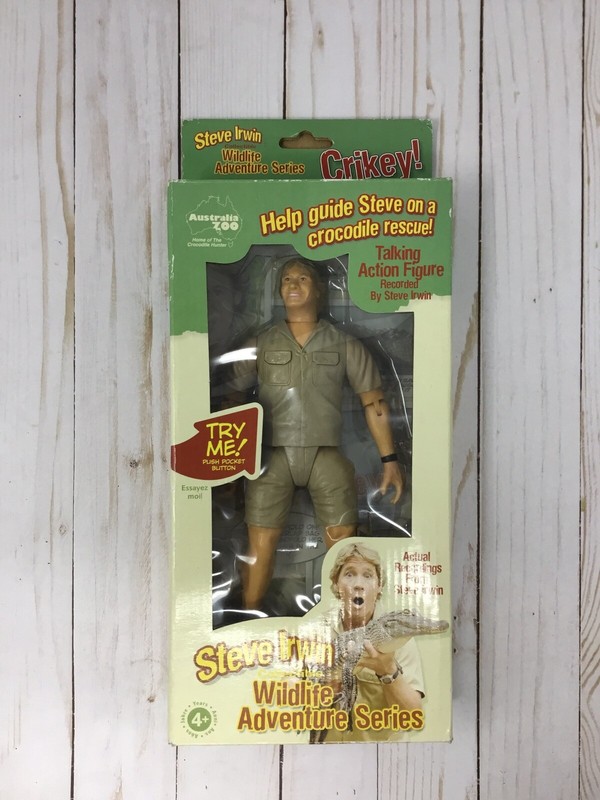 Steve Irwin
Wildlife
Adventure Series
Crikey!
Australia
ZOO
Home of The
Crocodile Hunter
Help guide Steve on a
crocodile rescue!
Talking
Action Figure
Recorded
By Steve Irwin
TRY
ME!
PUSH POCKET
BUTTON
Essayez
moi!
Actual
Recordings
From
Steve Irwin
Steve Irwin
Wildlife
Adventure Series
4+